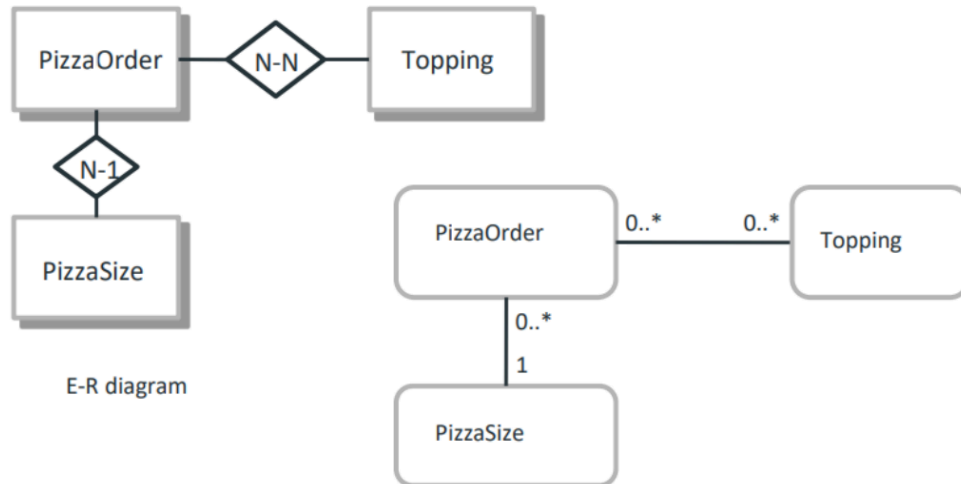 PizzaOrder
N-N
Topping
N-1
PizzaSize
E-R diagram
PizzaOrder
0..*
0..*
Topping
0..*
1
PizzaSize